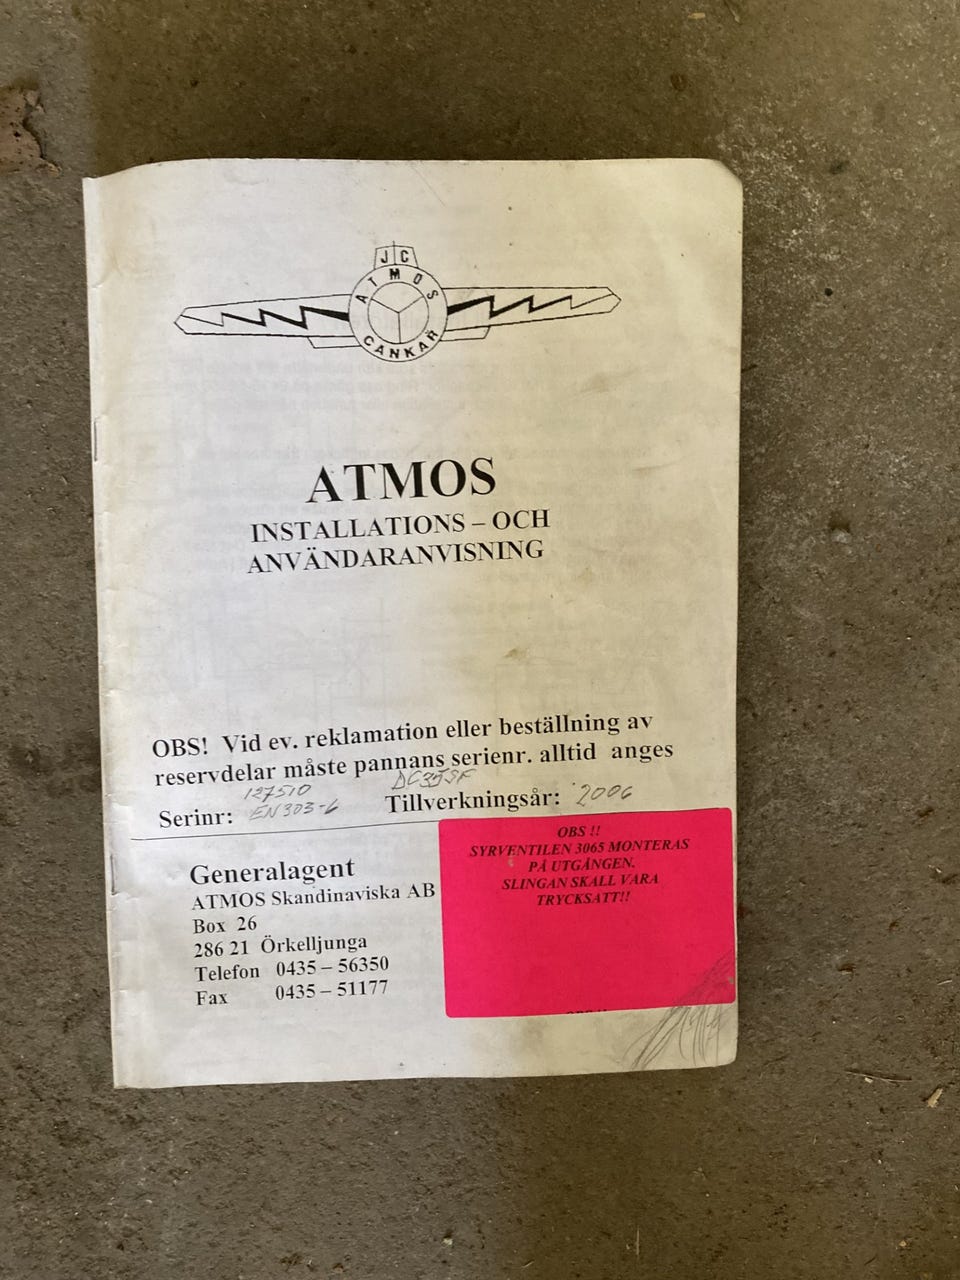 JC
ATMOS
CANKAŘ
ATMOS
INSTALLATIONS – OCH
ANVÄNDARANVISNING
OBS! Vid ev. reklamation eller beställning av
reservdelar måste pannans serienr. alltid anges
127510 DC35SF
Serinr: EN303-6 Tillverkningsår: 2006
Generalagent
ATMOS Skandinaviska AB
Box 26
286 21 Örkelljunga
Telefon 0435 – 56350
Fax 0435 – 51177
OBS !!
SYRVENTILEN 3065 MONTERAS
PÅ UTGÅNGEN.
SLINGAN SKALL VARA
TRYCKSATT!!